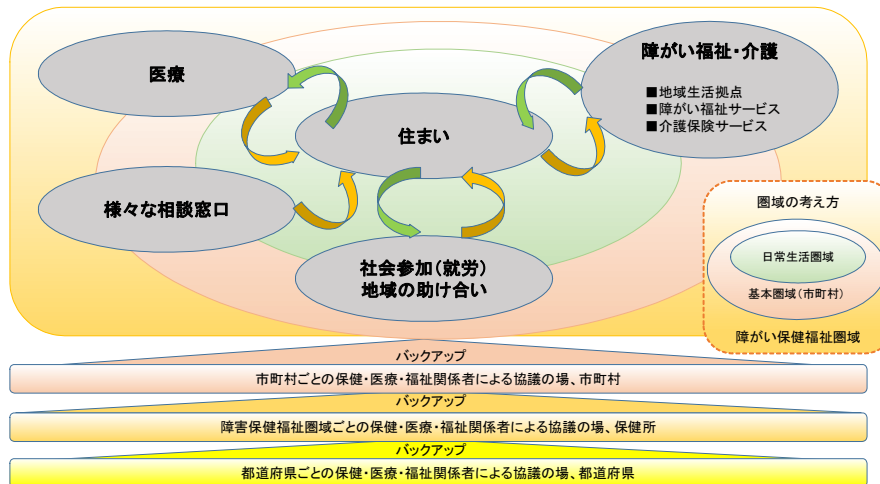 医療
障がい福祉・介護
■地域生活拠点
■障がい福祉サービス
■介護保険サービス
住まい
様々な相談窓口
社会参加(就労)
地域の助け合い
圏域の考え方
日常生活圏域
基本圏域(市町村)
障がい保健福祉圏域
バックアップ
市町村ごとの保健・医療・福祉関係者による協議の場、市町村
バックアップ
障害保健福祉圏域ごとの保健・医療・福祉関係者による協議の場、保健所
バックアップ
都道府県ごとの保健・医療・福祉関係者による協議の場、都道府県